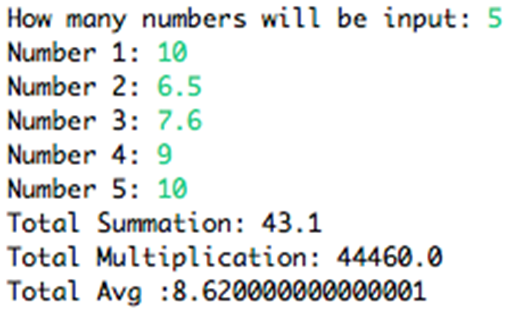 How many numbers will be input: 5
Number 1: 10
Number 2: 6.5
Number 3: 7.6
Number 4: 9
Number 5: 10
Total Summation: 43.1
Total Multiplication: 44460.0
Total Avg :8.620000000000001